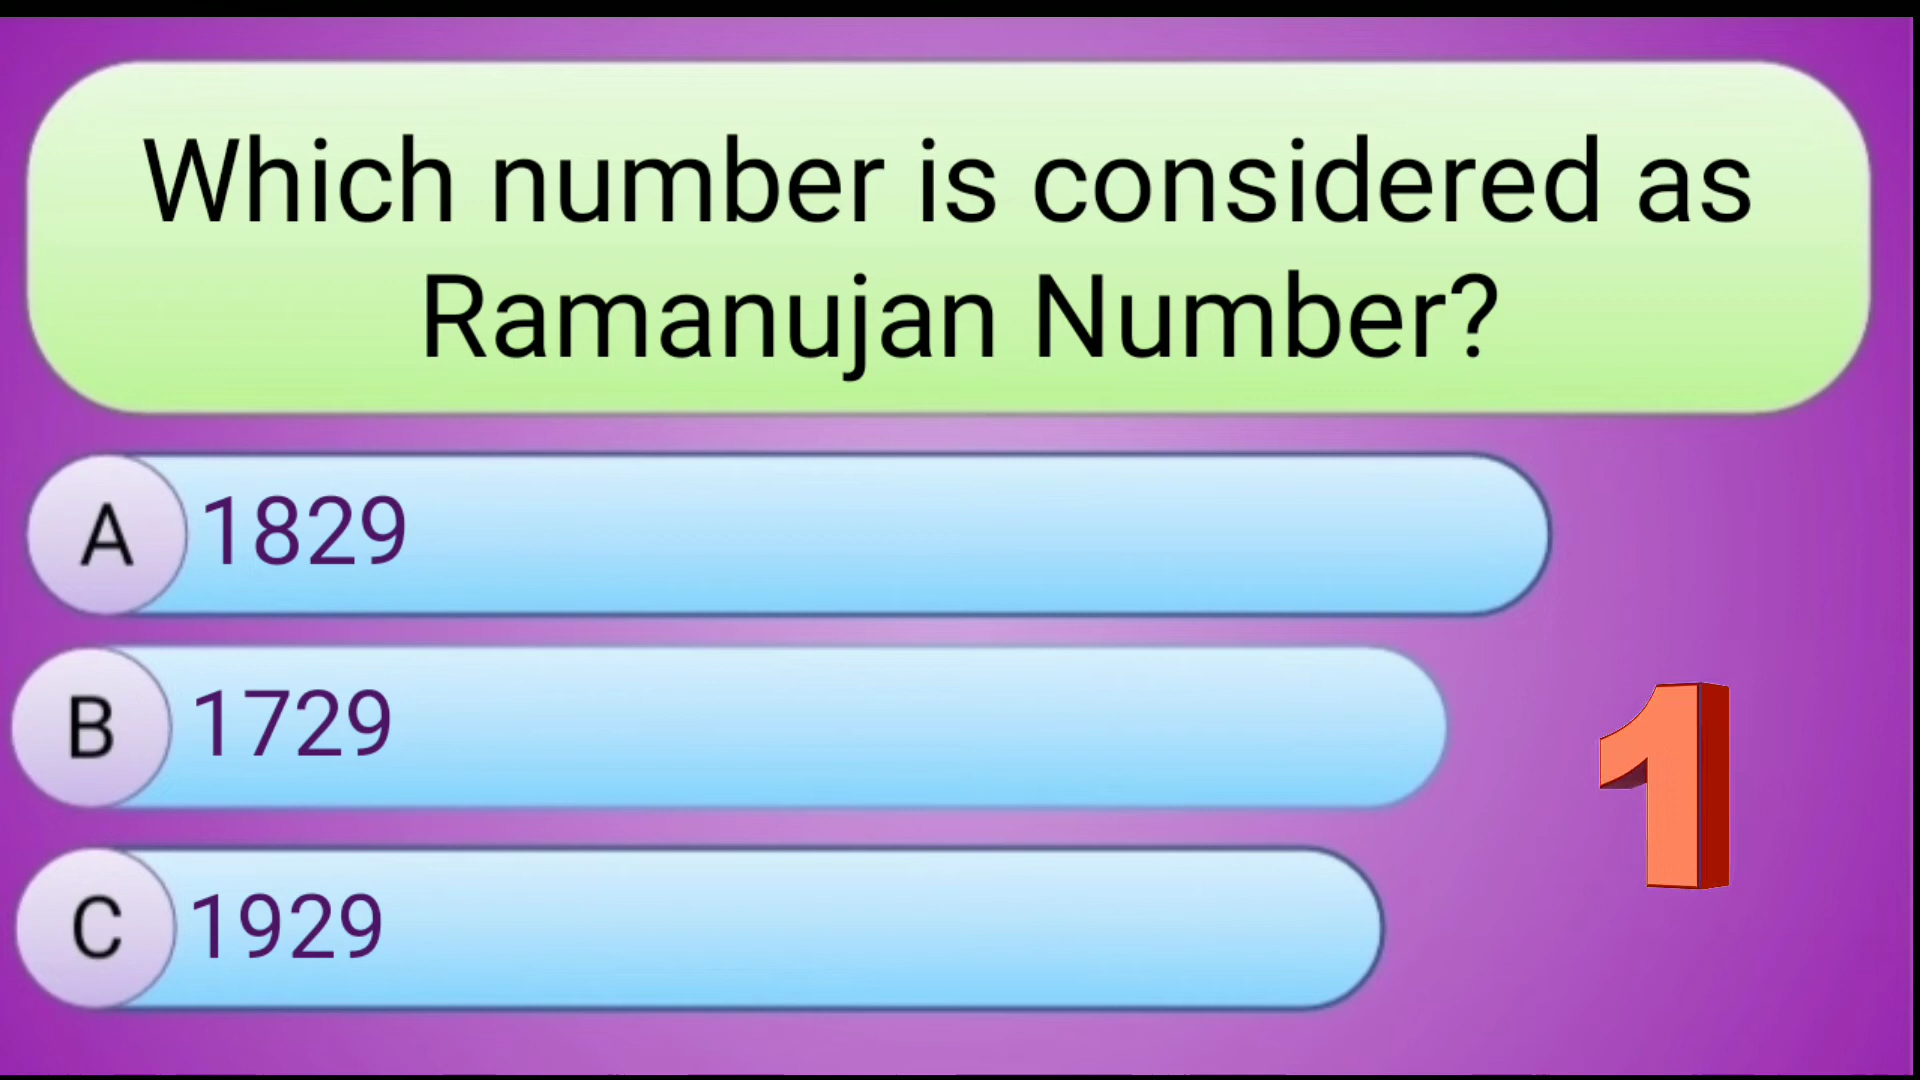 Which number is considered as
Ramanujan Number?
A 1829
B 1729
1
C 1929